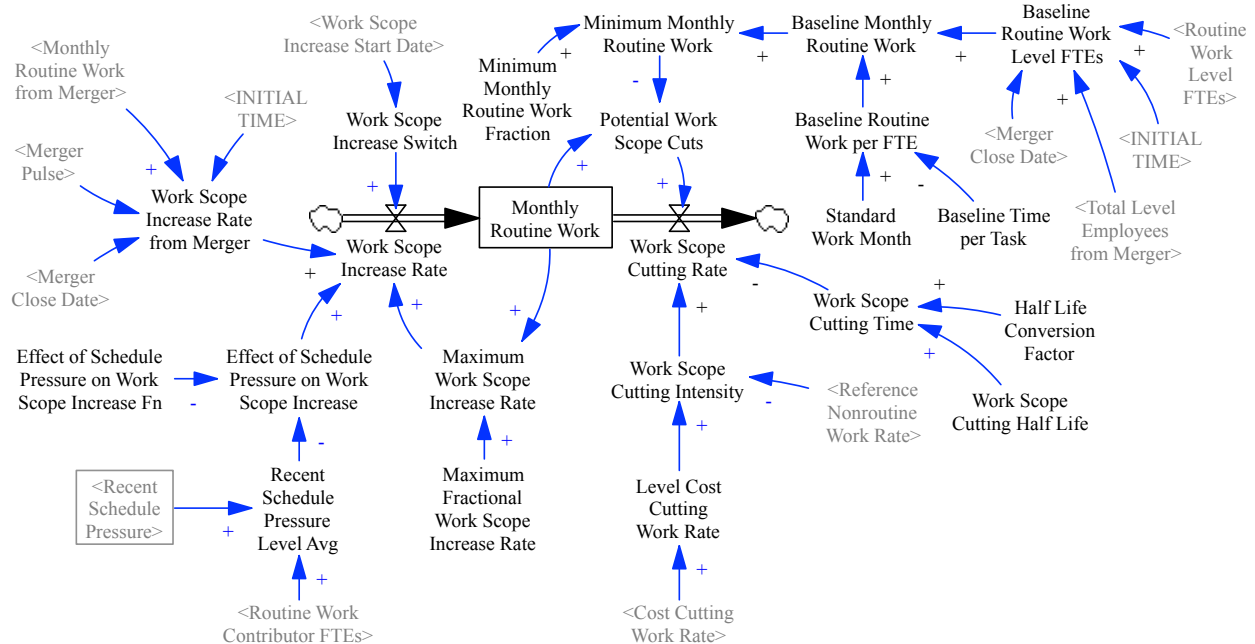 <Monthly
Routine Work
from Merger>
<INITIAL
TIME>
<Merger
Pulse>
Work Scope
Increase Rate
from Merger
<Merger
Close Date>
+
<Work Scope
Increase Start Date>
Work Scope
Increase Switch
+
Work Scope
Increase Rate
+
+
+
Monthly
Routine Work
Minimum Monthly
Routine Work
Minimum
Monthly
Routine Work
Fraction
+
+
-
Potential Work
Scope Cuts
+
+
Work Scope
Cutting Rate
-
+
Baseline Monthly
Routine Work
+
+
Baseline Routine
Work per FTE
+
-
Standard
Work Month
Baseline Time
per Task
Baseline
Routine Work
Level FTEs
+
+
+
<Routine
Work
Level
FTEs>
<Merger
Close Date>
<INITIAL
TIME>
<Total Level
Employees
from Merger>
Work Scope
Cutting Time
+
+
Half Life
Conversion
Factor
Work Scope
Cutting Half Life
Effect of Schedule
Pressure on Work
Scope Increase Fn
-
Effect of Schedule
Pressure on Work
Scope Increase
-
<Recent
Schedule
Pressure>
+
Recent
Schedule
Pressure
Level Avg
+
<Routine Work
Contributor FTEs>
+
Maximum
Work Scope
Increase Rate
+
Maximum
Fractional
Work Scope
Increase Rate
Work Scope
Cutting Intensity
-
+
<Reference
Nonroutine
Work Rate>
Level Cost
Cutting
Work Rate
+
<Cost Cutting
Work Rate>